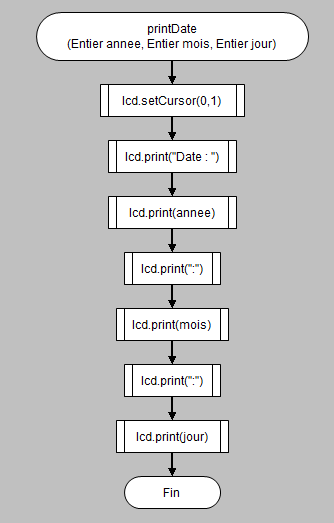 printDate
(Entier annee, Entier mois, Entier jour)
lcd.setCursor(0,1)
lcd.print("Date : ")
lcd.print(annee)
lcd.print(":")
lcd.print(mois)
lcd.print(":")
lcd.print(jour)
Fin